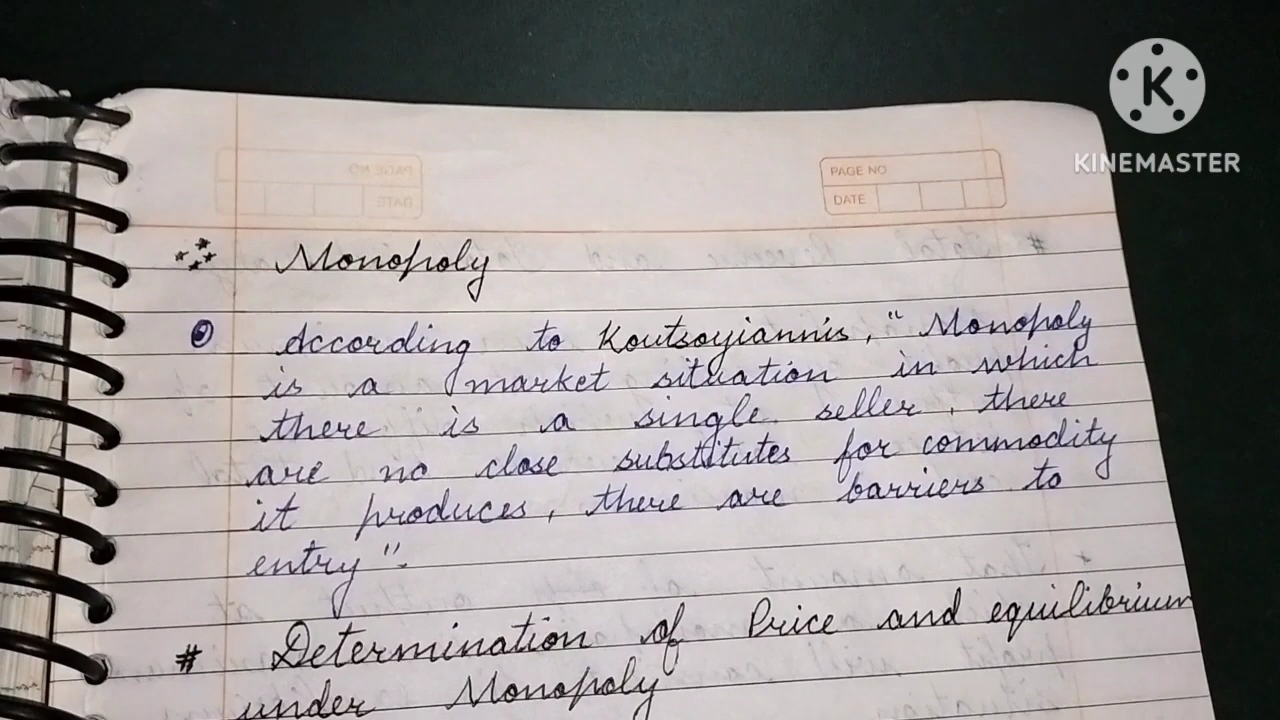 KINEMASTER
PAGE NO
DATE
Monopoly
According to Koutsoyiannis, "Monopoly
is a market situation in which
there is a single seller, there
are no close substitutes for commodity
it produces, there are barriers to
entry".
# Determination of Price and equilibrium
under Monopoly